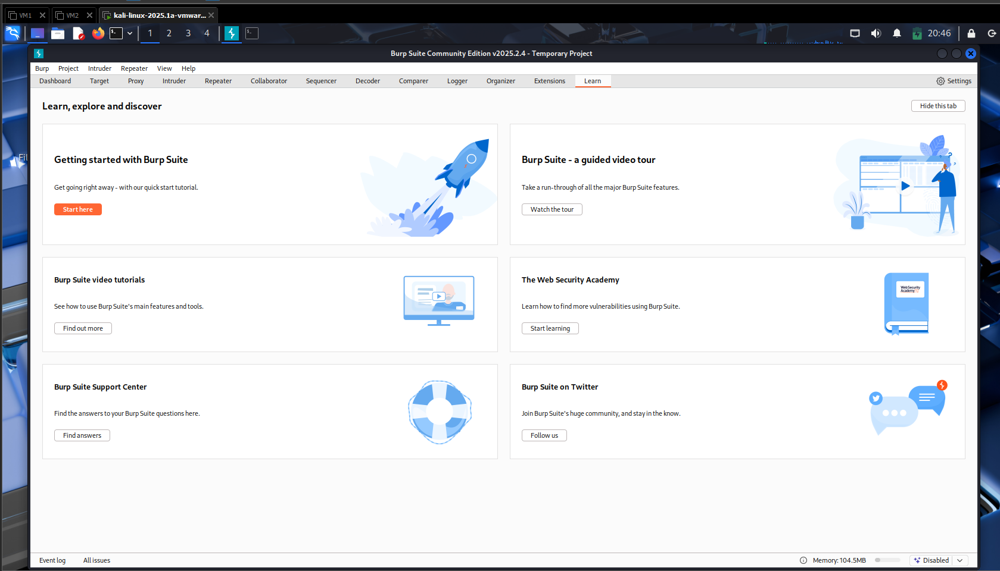 VM1
VM2
kali-linux-2025.1a-vmwar...
1 2 3 4
20:46
Burp Suite Community Edition v2025.2.4 - Temporary Project
Burp Project Intruder Repeater View Help
Dashboard Target Proxy Intruder Repeater Collaborator Sequencer Decoder Comparer Logger Organizer Extensions Learn Settings
Learn, explore and discover
Hide this tab
Fil
Getting started with Burp Suite
Get going right away - with our quick start tutorial.
Start here
Burp Suite - a guided video tour
Take a run-through of all the major Burp Suite features.
Watch the tour
Burp Suite video tutorials
See how to use Burp Suite's main features and tools.
Find out more
The Web Security Academy
Learn how to find more vulnerabilities using Burp Suite.
Start learning
Web Security
Academy
Burp Suite Support Center
Find the answers to your Burp Suite questions here.
Find answers
Burp Suite on Twitter
Join Burp Suite's huge community, and stay in the know.
Follow us
Event log All issues
Memory: 104.5MB
Disabled